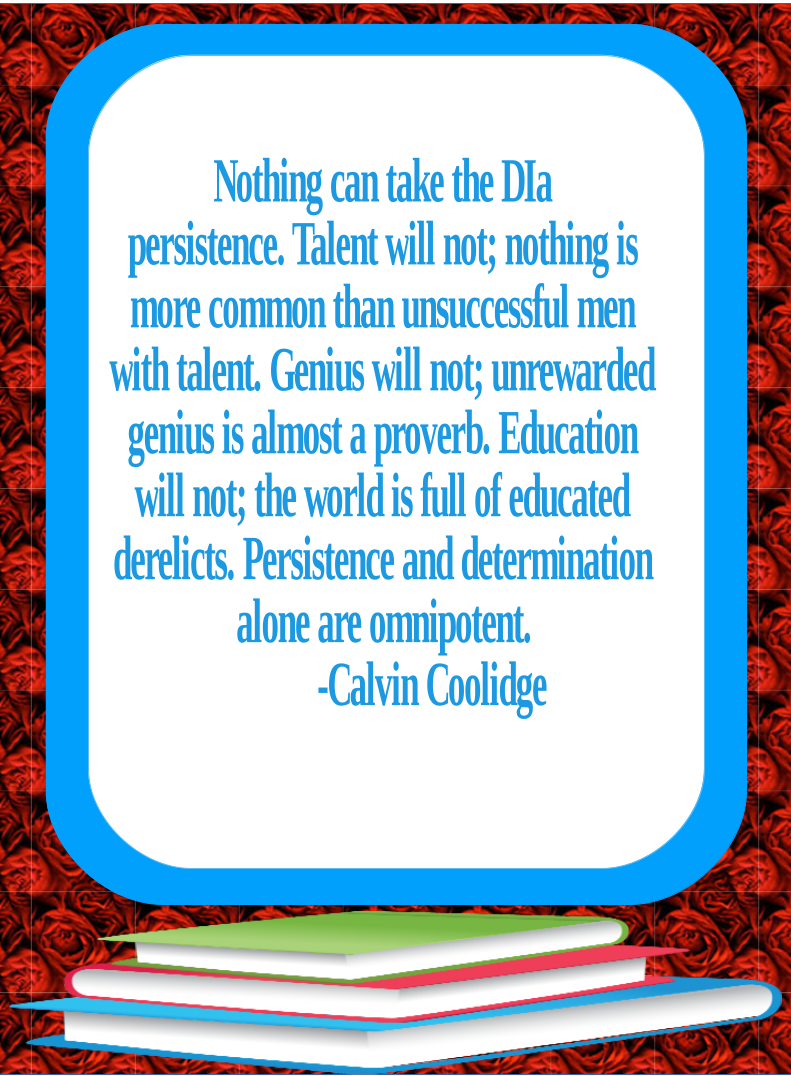 Nothing can take the DIa
persistence. Talent will not; nothing is
more common than unsuccessful men
with talent. Genius will not; unrewarded
genius is almost a proverb. Education
will not; the world is full of educated
derelicts. Persistence and determination
alone are omnipotent.
-Calvin Coolidge